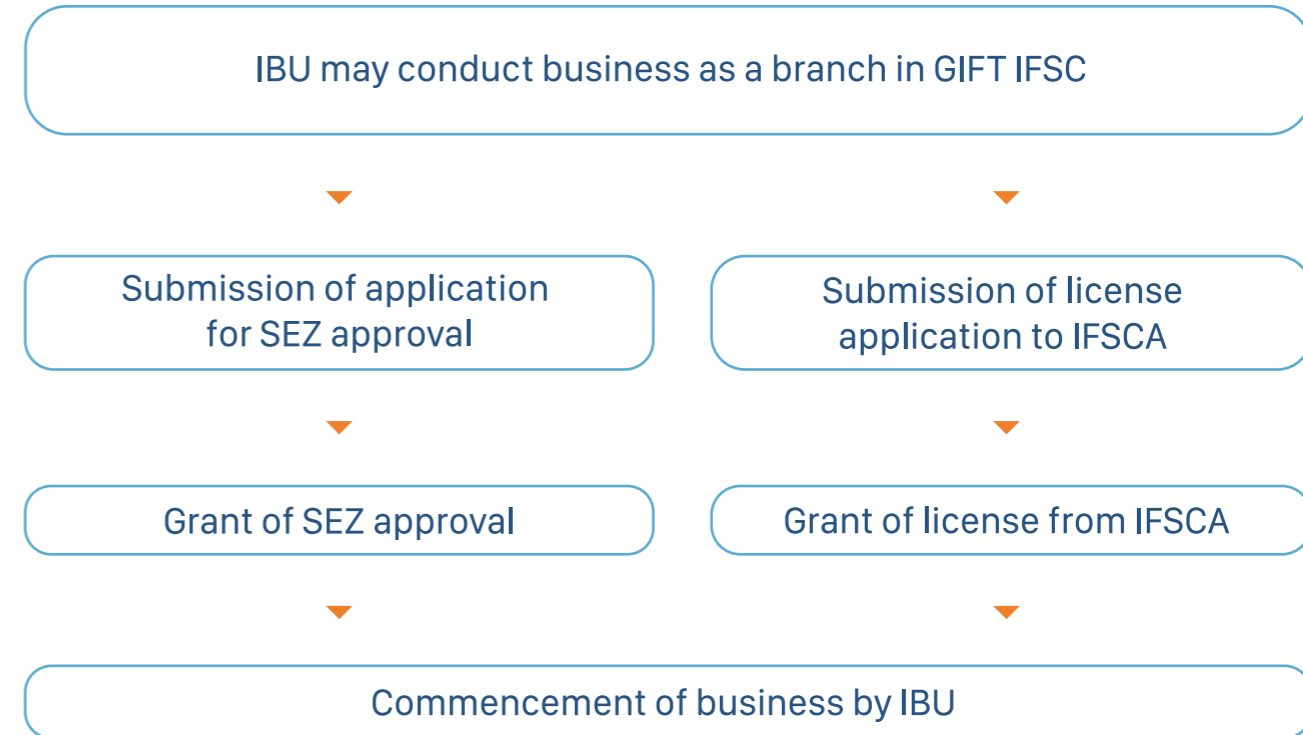 IBU may conduct business as a branch in GIFT IFSC
Submission of application
for SEZ approval
Submission of license
application to IFSCA
Grant of SEZ approval
Grant of license from IFSCA
Commencement of business by IBU